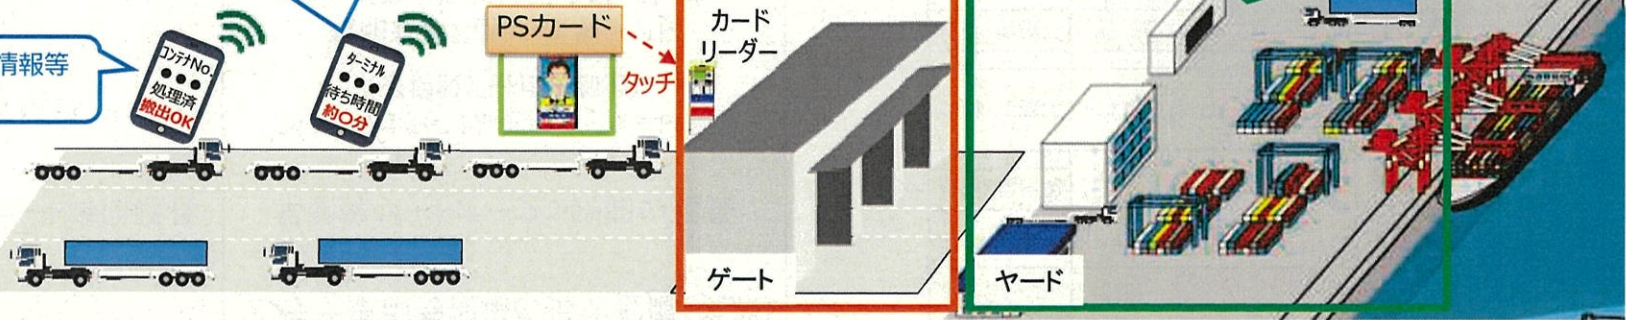 情報等
コンテナNo.
●●●
処理済
搬出OK
ターミナル
●●●
待ち時間
約〇分
PSカード
タッチ
カード
リーダー
ゲート
ヤード